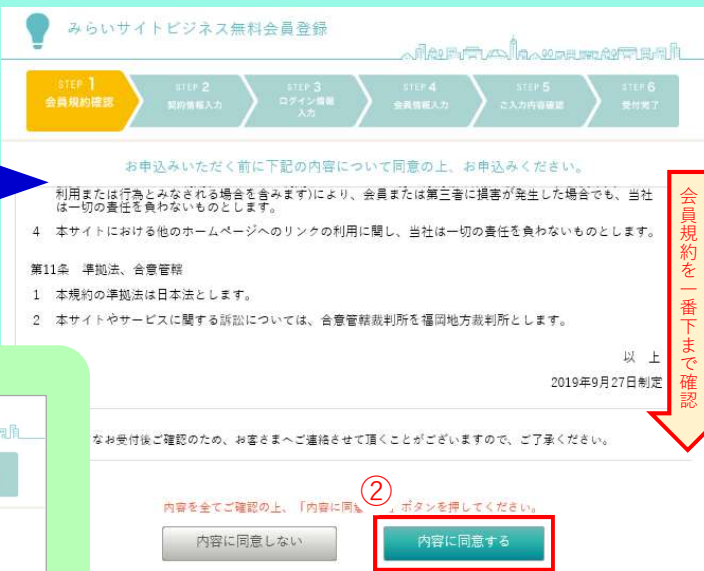 みらいサイトビジネス無料会員登録
STEP 1
会員規約確認
STEP 2
契約情報入力
STEP 3
ログイン情報
入力
STEP 4
会員情報入力
STEP 5
ご入力内容確認
STEP 6
受付完了
お申込みいただく前に下記の内容について同意の上、お申込みください。
利用または行為とみなされる場合を含みます)により、会員または第三者に損害が発生した場合でも、当社
は一切の責任を負わないものとします。
4 本サイトにおける他のホームページへのリンクの利用に関し、当社は一切の責任を負わないものとします。
第11条 準拠法、合意管轄
1 本規約の準拠法は日本法とします。
2 本サイトやサービスに関する訴訟については、合意管轄裁判所を福岡地方裁判所とします。
以 上
2019年9月27日制定
会員規約を一番下まで確認
なお受付後ご確認のため、お客さまへご連絡させて頂くことがございますので、ご了承ください。
②
内容を全てご確認の上、「内容に同意 」ボタンを押してください。
内容に同意しない
内容に同意する